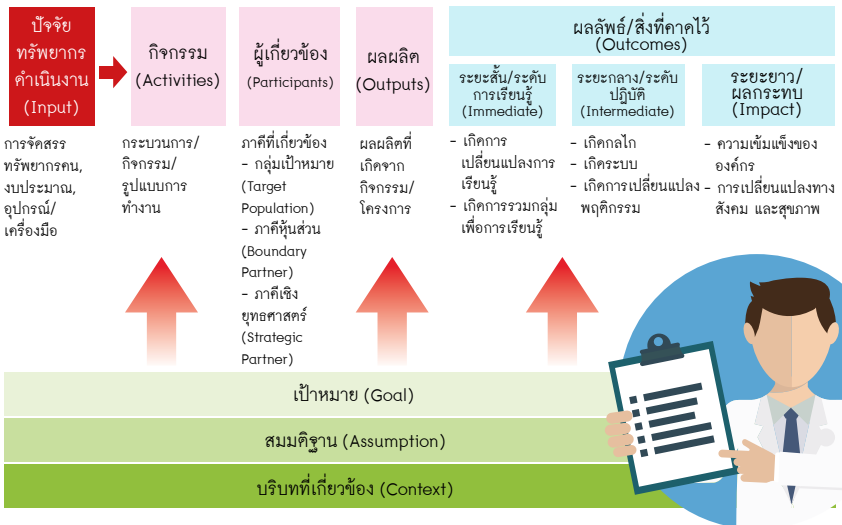 ปัจจัย
ทรัพยากร
ดำเนินงาน
(Input)
กิจกรรม
(Activities)
ผู้เกี่ยวข้อง
(Participants)
ผลผลิต
(Outputs)
ผลลัพธ์/สิ่งที่คาดไว้
(Outcomes)
ระยะสั้น/ระดับ
การเรียนรู้
(Immediate)
ระยะกลาง/ระดับ
ปฏิบัติ
(Intermediate)
ระยะยาว/
ผลกระทบ
(Impact)
การจัดสรร
ทรัพยากรคน,
งบประมาณ,
อุปกรณ์/
เครื่องมือ
กระบวนการ/
กิจกรรม/
รูปแบบการ
ทำงาน
ภาคีที่เกี่ยวข้อง
- กลุ่มเป้าหมาย
(Target
Population)
- ภาคีหุ้นส่วน
(Boundary
Partner)
- ภาคีเชิง
ยุทธศาสตร์
(Strategic
Partner)
ผลผลิตที่
เกิดจาก
กิจกรรม/
โครงการ
- เกิดการ
เปลี่ยนแปลงการ
เรียนรู้
- เกิดการรวมกลุ่ม
เพื่อการเรียนรู้
- เกิดกลไก
- เกิดระบบ
- เกิดการเปลี่ยนแปลง
พฤติกรรม
- ความเข้มแข็งของ
องค์กร
- การเปลี่ยนแปลงทาง
สังคม และสุขภาพ
เป้าหมาย (Goal)
สมมติฐาน (Assumption)
บริบทที่เกี่ยวข้อง (Context)